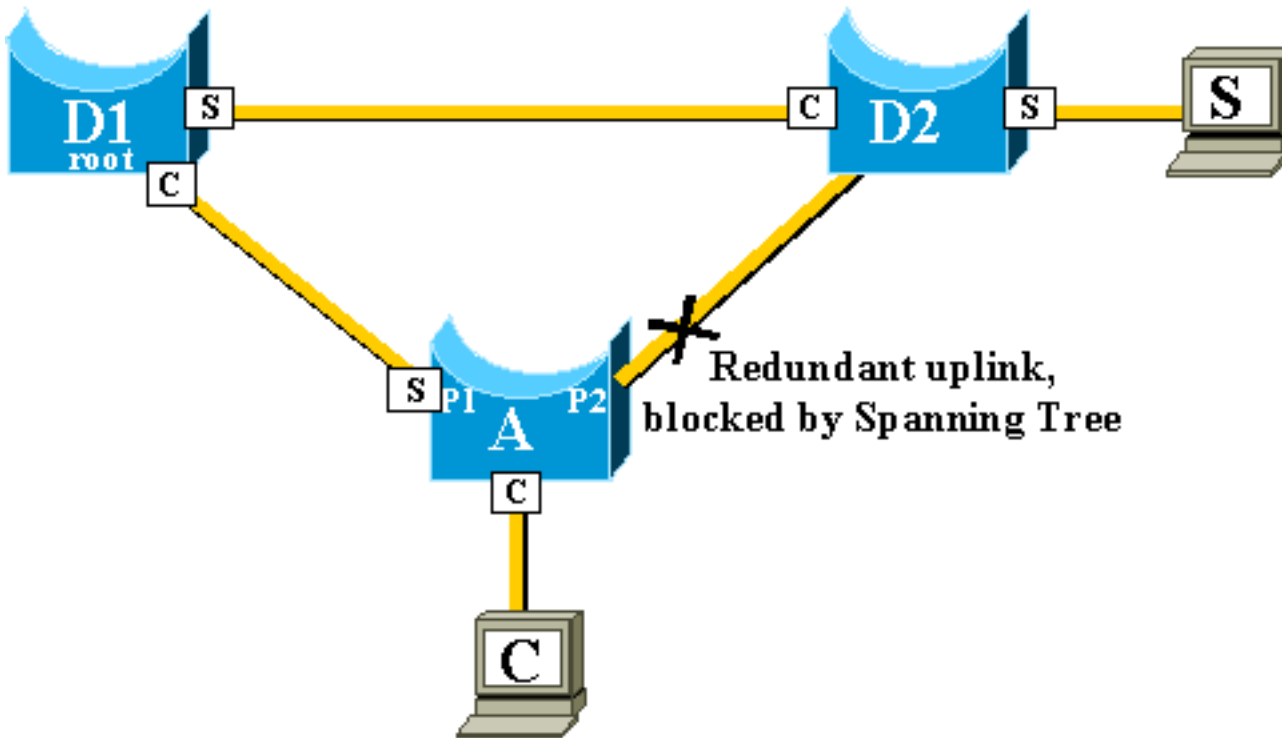 D1
root
S
C
C
D2
S
S
S
P1
P2
A
C
Redundant uplink,
blocked by Spanning Tree
C